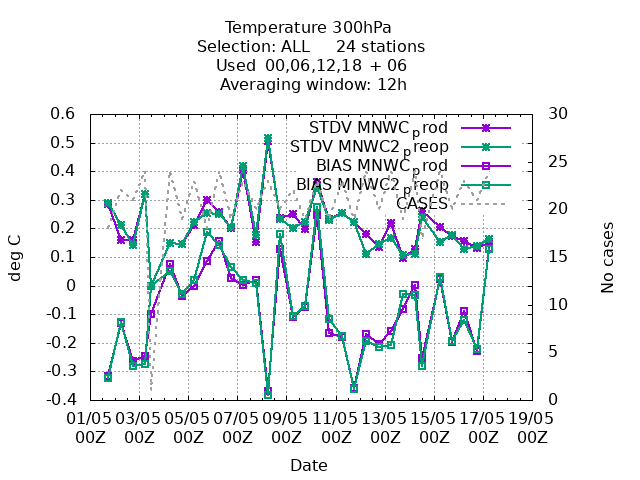 Temperature 300hPa
Selection: ALL 24 stations
Used 00,06,12,18 + 06
Averaging window: 12h
STDV MNWCprod
STDV MNWC2preop
BIAS MNWCprod
BIAS MNWC2preop
CASES
deg C
0.6
0.5
0.4
0.3
0.2
0.1
0
-0.1
-0.2
-0.3
-0.4
No cases
30
25
20
15
10
5
0
01/05 03/05 05/05 07/05 09/05 11/05 13/05 15/05 17/05 19/05
00Z 00Z 00Z 00Z 00Z 00Z 00Z 00Z 00Z 00Z
Date